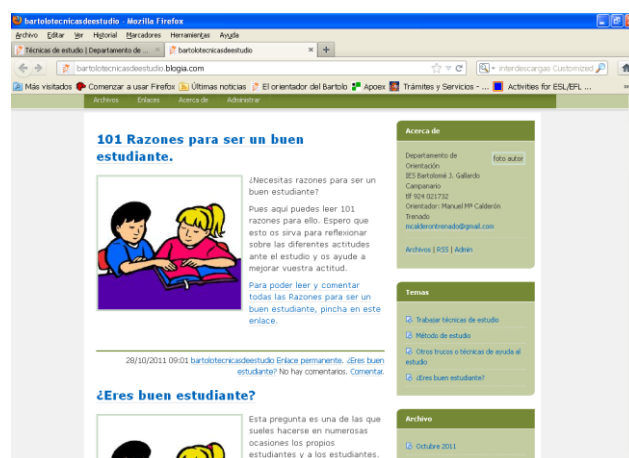 bartolotecnicasdeestudio - Mozilla Firefox
Archivo Editar Ver Historial Marcadores Herramientas Ayuda
Técnicas de estudio | Departamento de ... bartolotecnicasdeestudio
bartolotecnicasdeestudio.blogia.com interdescargas Customized
Más visitados Comenzar a usar Firefox Últimas noticias El orientador del Bartolo Apoex Trámites y Servicios - ... Activities for ESL/EFL ...
Archivos Enlaces Acerca de Administrar
101 Razones para ser un buen
estudiante.
¿Necesitas razones para ser un
buen estudiante?
Pues aqui puedes leer 101
razones para ello. Espero que
esto os sirva para reflexionar
sobre las diferentes actitudes
ante el estudio y os ayude a
mejorar vuestra actitud.
Para poder leer y comentar
todas las Razones para ser un
buen estudiante, pincha en este
enlace.
28/10/2011 09:01 bartolotecnicasdeestudio Enlace permanente. ¿Eres buen
estudiante? No hay comentarios. Comentar.
¿Eres buen estudiante?
Esta pregunta es una de las que
sueles hacerse en numerosas
ocasiones los propios
estudiantes y a los estudiantes.
Acerca de
Departamento de
Orientación
IES Bartolomé J. Gallardo
Campanario
tlf 924 021732
Orientador: Manuel Mª Calderón
Trenado
mcalderontrenado@gmail.com
foto autor
Archivos | RSS | Admin
Temas
Trabajar técnicas de estudio
Método de estudio
Otros trucos o técnicas de ayuda al
estudio
¿Eres buen estudiante?
Archivo
Octubre 2011